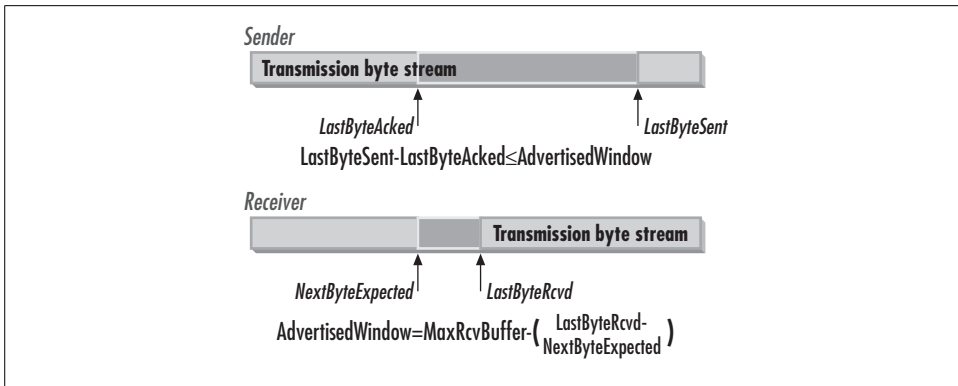 Sender
Transmission byte stream
LastByteAcked
LastByteSent
LastByteSent-LastByteAcked≤AdvertisedWindow
Receiver
Transmission byte stream
NextByteExpected
LastByteRcvd
AdvertisedWindow=MaxRcvBuffer-(LastByteRcvd-
NextByteExpected)